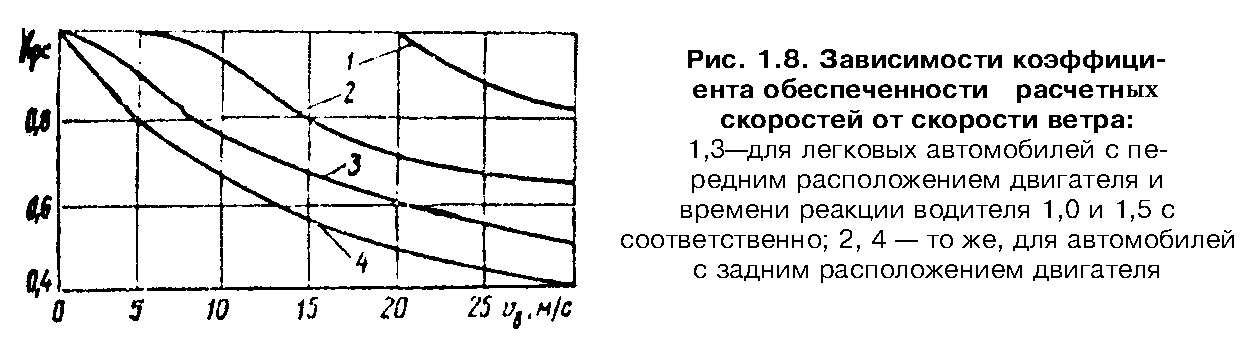 Kрс
0,8
0,6
0,4
0 5 10 15 20 25 υв, м/с
1
2
3
4
Рис. 1.8. Зависимости коэффици-
ента обеспеченности расчетных
скоростей от скорости ветра:
1,3—для легковых автомобилей с пе-
редним расположением двигателя и
времени реакции водителя 1,0 и 1,5 с
соответственно; 2, 4 — то же, для автомобилей
с задним расположением двигателя